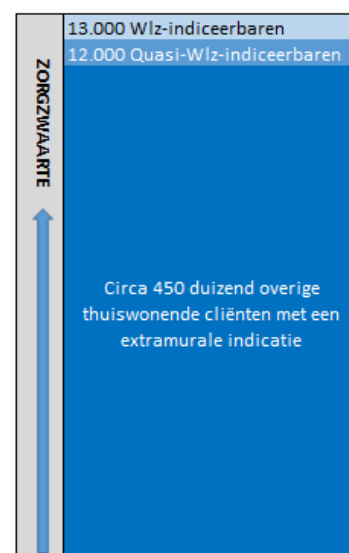 13.000 Wlz-indiceerbaren
12.000 Quasi-Wlz-indiceerbaren
ZORGZWAARTE
Circa 450 duizend overige
thuiswonende cliënten met een
extramurale indicatie